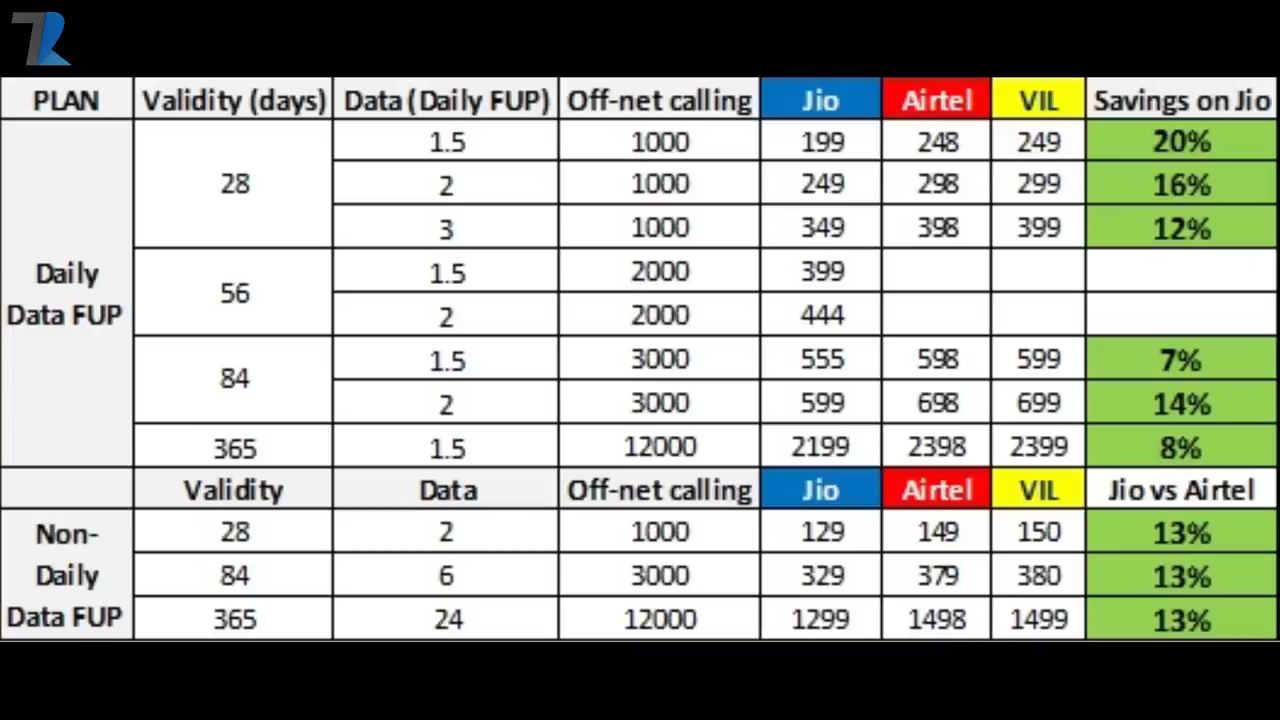 PLAN Validity (days) Data (Daily FUP) Off-net calling Jio Airtel VIL Savings on Jio
Daily Data FUP 28 1.5 1000 199 248 249 20%
2 1000 249 298 299 16%
3 1000 349 398 399 12%
56 1.5 2000 399
2 2000 444
84 1.5 3000 555 598 599 7%
2 3000 599 698 699 14%
365 1.5 12000 2199 2398 2399 8%
Validity Data Off-net calling Jio Airtel VIL Jio vs Airtel
Non-Daily Data FUP 28 2 1000 129 149 150 13%
84 6 3000 329 379 380 13%
365 24 12000 1299 1498 1499 13%